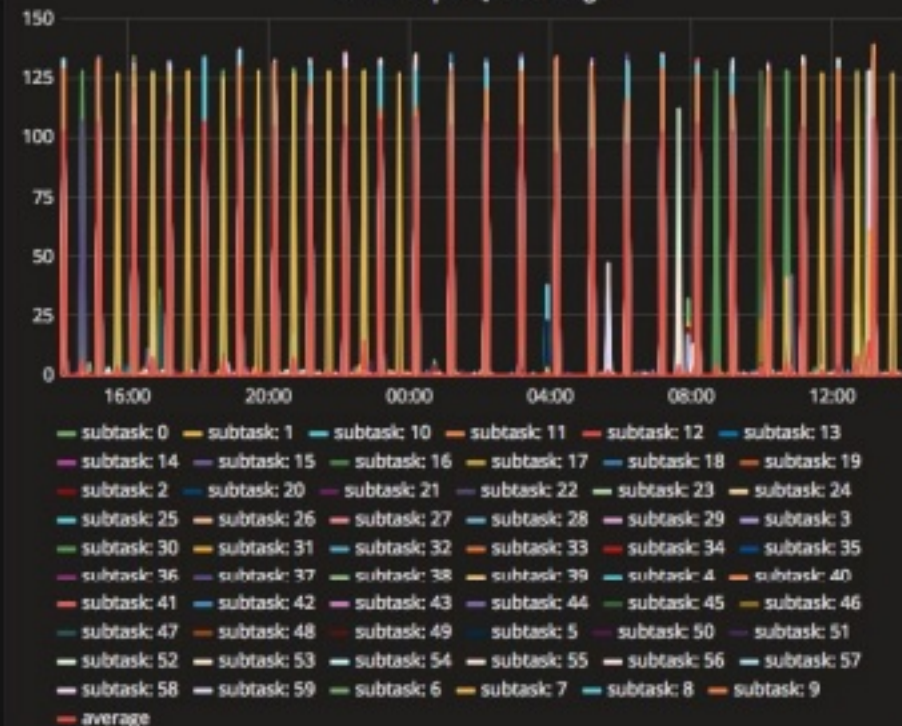 150
125
100
75
50
25
0
16:00 20:00 00:00 04:00 08:00 12:00
subtask: 0 subtask: 1 subtask: 10 subtask: 11 subtask: 12 subtask: 13
subtask: 14 subtask: 15 subtask: 16 subtask: 17 subtask: 18 subtask: 19
subtask: 2 subtask: 20 subtask: 21 subtask: 22 subtask: 23 subtask: 24
subtask: 25 subtask: 26 subtask: 27 subtask: 28 subtask: 29 subtask: 3
subtask: 30 subtask: 31 subtask: 32 subtask: 33 subtask: 34 subtask: 35
subtask: 36 subtask: 37 subtask: 38 subtask: 39 subtask: 4 subtask: 40
subtask: 41 subtask: 42 subtask: 43 subtask: 44 subtask: 45 subtask: 46
subtask: 47 subtask: 48 subtask: 49 subtask: 5 subtask: 50 subtask: 51
subtask: 52 subtask: 53 subtask: 54 subtask: 55 subtask: 56 subtask: 57
subtask: 58 subtask: 59 subtask: 6 subtask: 7 subtask: 8 subtask: 9
average